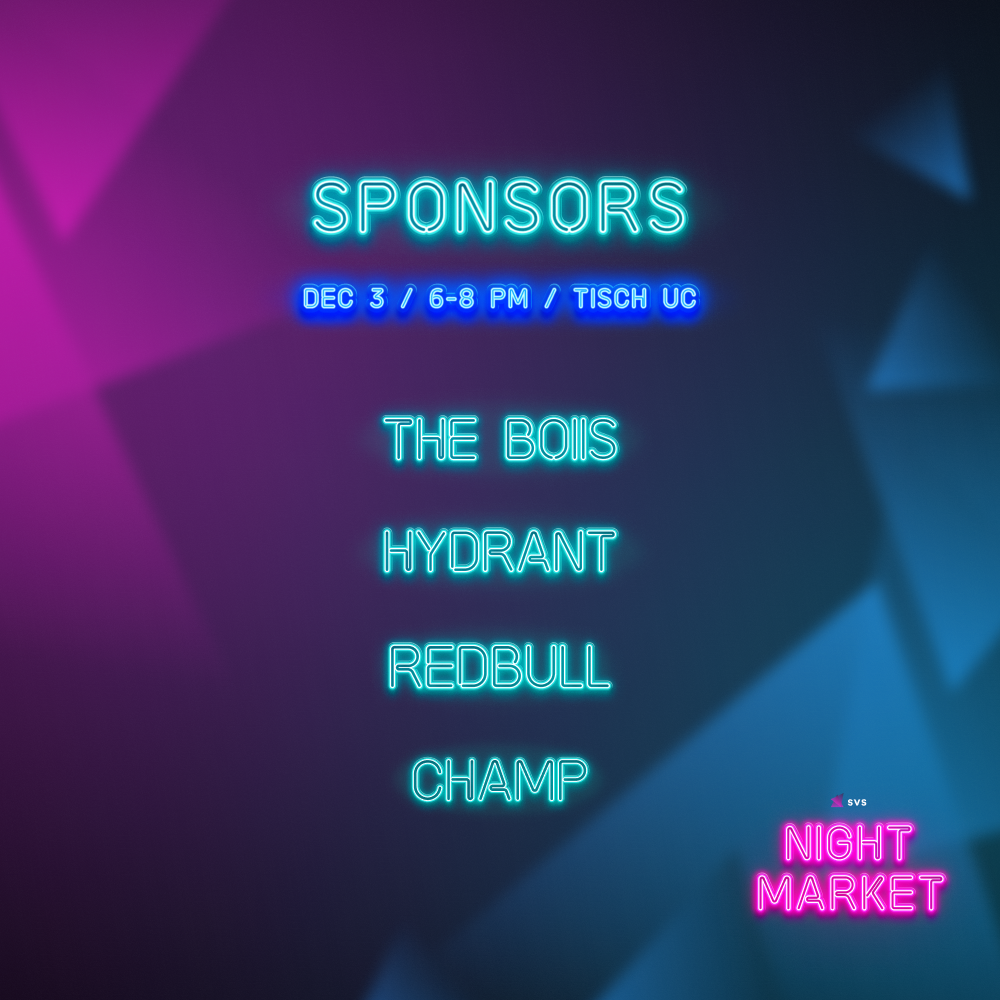 SPONSORS
DEC 3 / 6-8 PM / TISCH UC
THE BOIIS
HYDRANT
REDBULL
CHAMP
SVS
NIGHT
MARKET